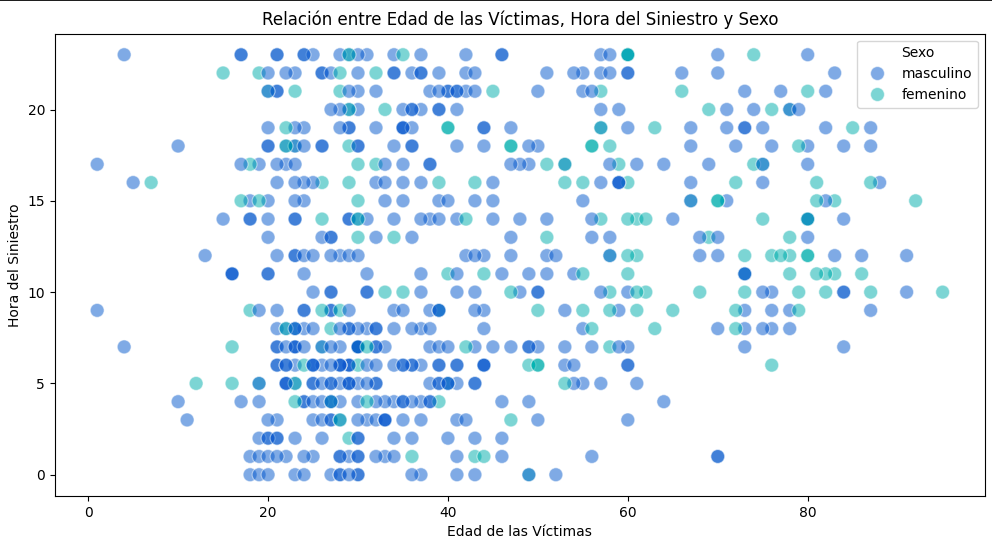 Relación entre Edad de las Víctimas, Hora del Siniestro y Sexo
Sexo
masculino
femenino
Hora del Siniestro
20
15
10
5
0
0 20 40 60 80
Edad de las Víctimas